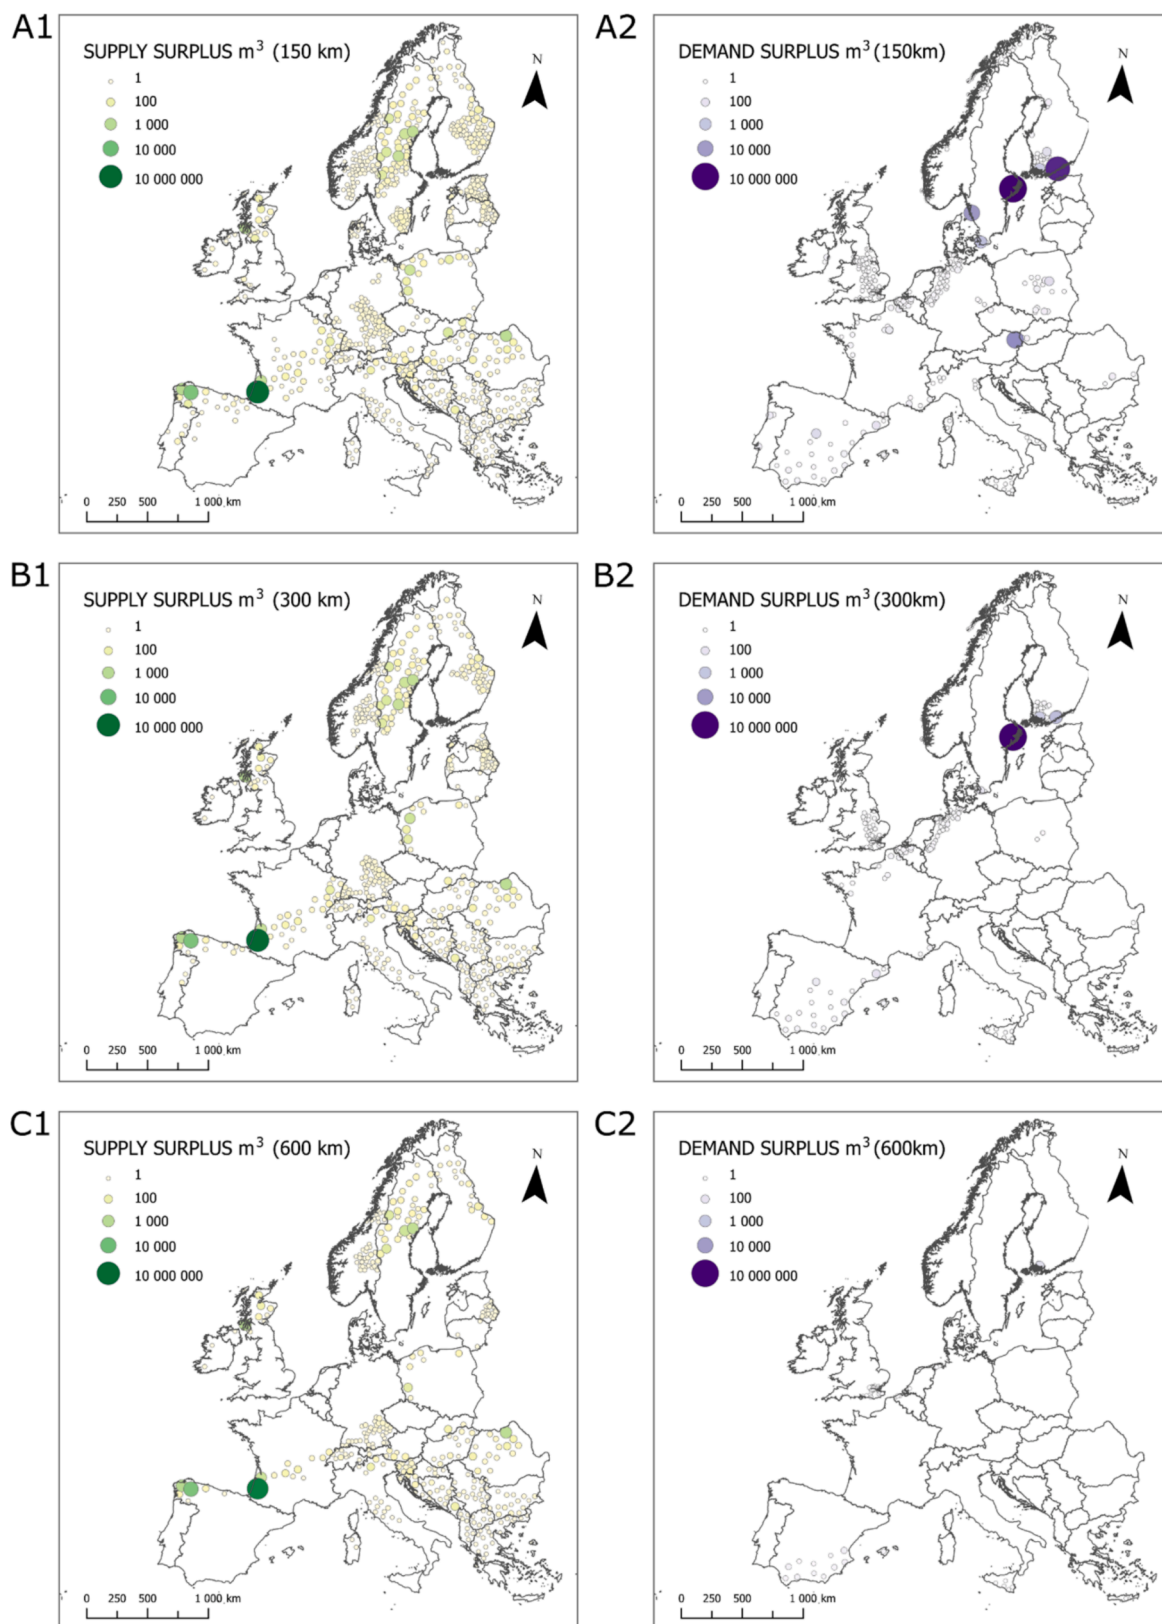 A1
SUPPLY SURPLUS m³ (150 km)
1
100
1 000
10 000
10 000 000
N
0 250 500 1 000 km
A2
DEMAND SURPLUS m³ (150km)
1
100
1 000
10 000
10 000 000
N
0 250 500 1 000 km
B1
SUPPLY SURPLUS m³ (300 km)
1
100
1 000
10 000
10 000 000
N
0 250 500 1 000 km
B2
DEMAND SURPLUS m³ (300km)
1
100
1 000
10 000
10 000 000
N
0 250 500 1 000 km
C1
SUPPLY SURPLUS m³ (600 km)
1
100
1 000
10 000
10 000 000
N
0 250 500 1 000 km
C2
DEMAND SURPLUS m³ (600km)
1
100
1 000
10 000
10 000 000
N
0 250 500 1 000 km